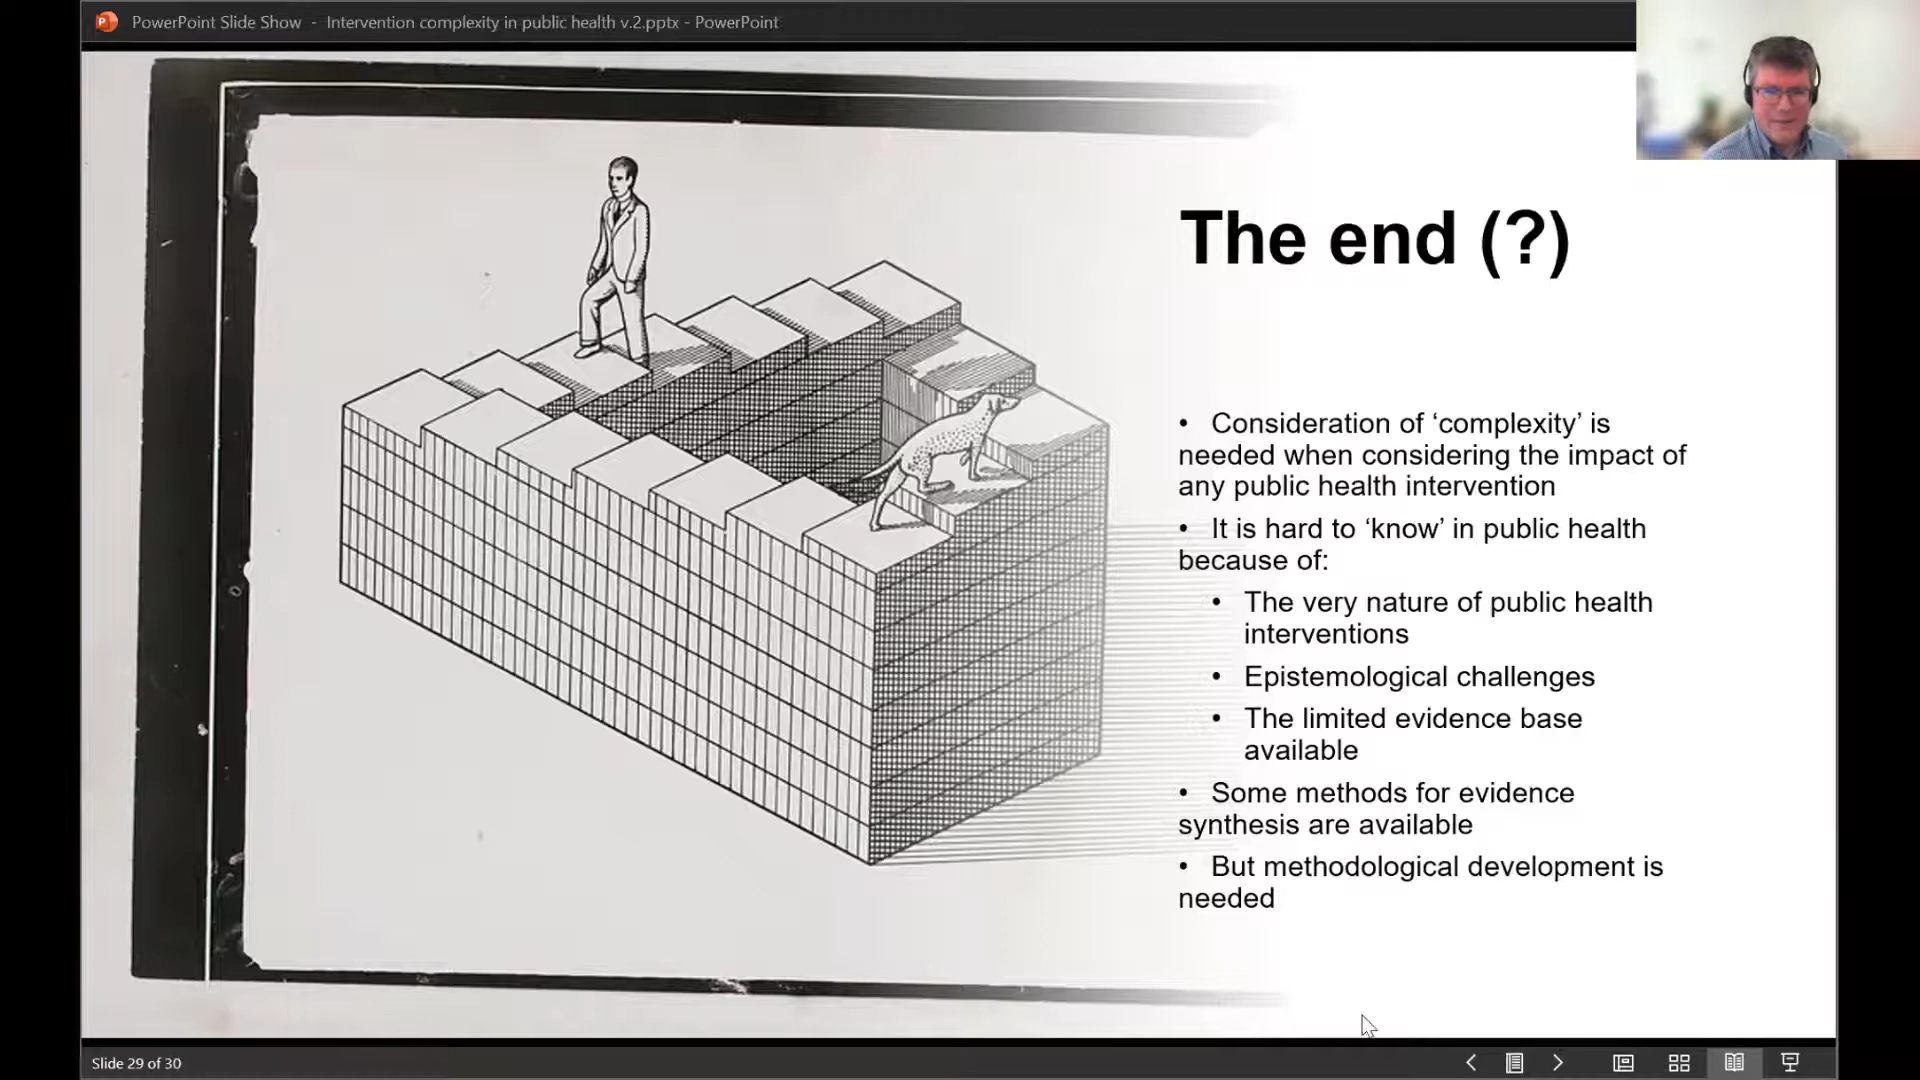 PowerPoint Slide Show - Intervention complexity in public health v.2.pptx - PowerPoint
The end (?)
• Consideration of ‘complexity’ is
needed when considering the impact of
any public health intervention
• It is hard to ‘know’ in public health
because of:
• The very nature of public health
interventions
• Epistemological challenges
• The limited evidence base
available
• Some methods for evidence
synthesis are available
• But methodological development is
needed
Slide 29 of 30